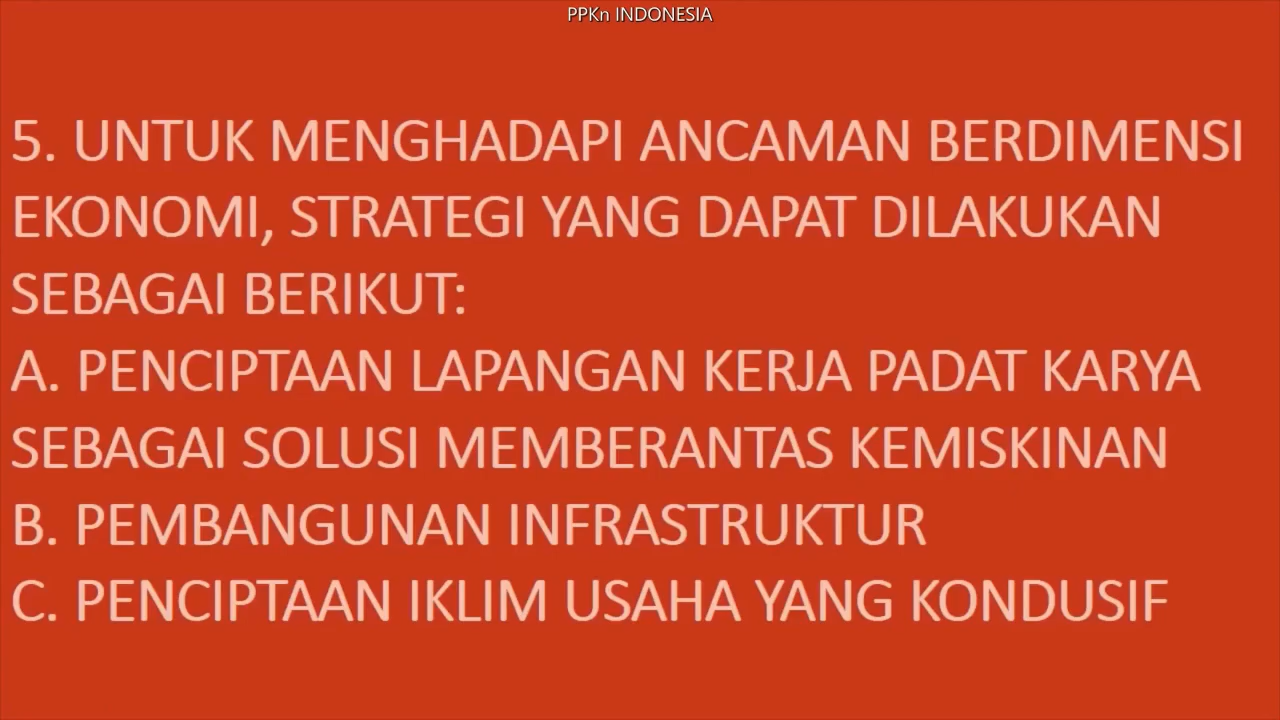 PPKn INDONESIA
5. UNTUK MENGHADAPI ANCAMAN BERDIMENSI
EKONOMI, STRATEGI YANG DAPAT DILAKUKAN
SEBAGAI BERIKUT:
A. PENCIPTAAN LAPANGAN KERJA PADAT KARYA
SEBAGAI SOLUSI MEMBERANTAS KEMISKINAN
B. PEMBANGUNAN INFRASTRUKTUR
C. PENCIPTAAN IKLIM USAHA YANG KONDUSIF